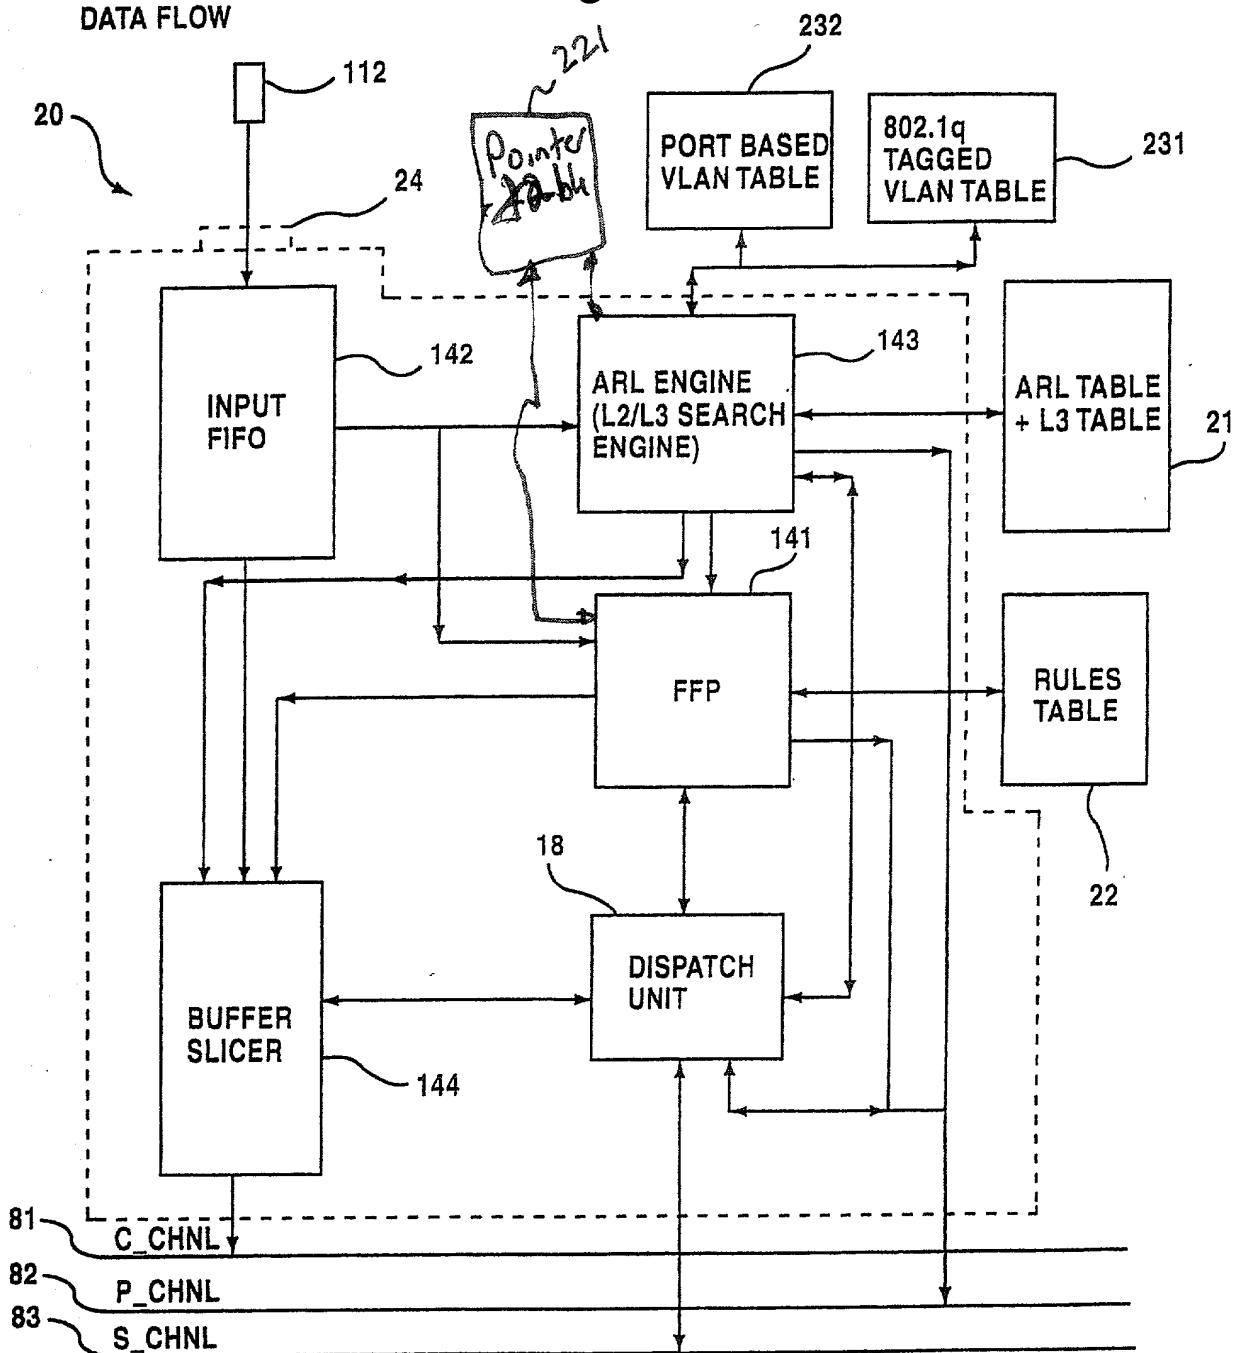 DATA FLOW
221
232
112
20
Pointer
table
PORT BASED
VLAN TABLE
802.1q
TAGGED
VLAN TABLE
231
24
142
143
INPUT
FIFO
ARL ENGINE
(L2/L3 SEARCH
ENGINE)
ARL TABLE
+ L3 TABLE
21
141
FFP
RULES
TABLE
18
22
DISPATCH
UNIT
BUFFER
SLICER
144
81
C_CHNL
82
P_CHNL
83
S_CHNL